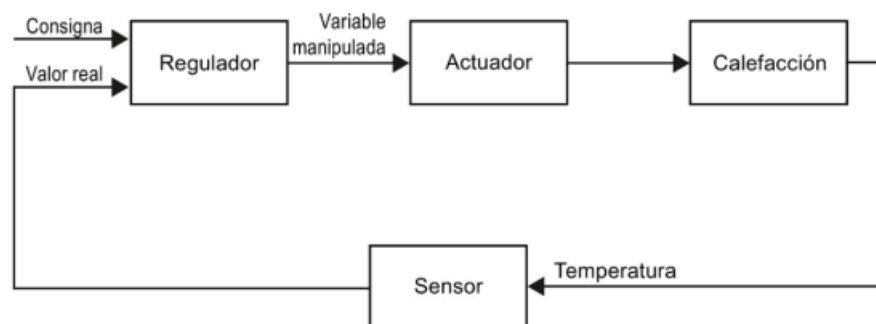 Consigna
Valor real
Regulador
Variable
manipulada
Actuador
Calefacción
Sensor
Temperatura